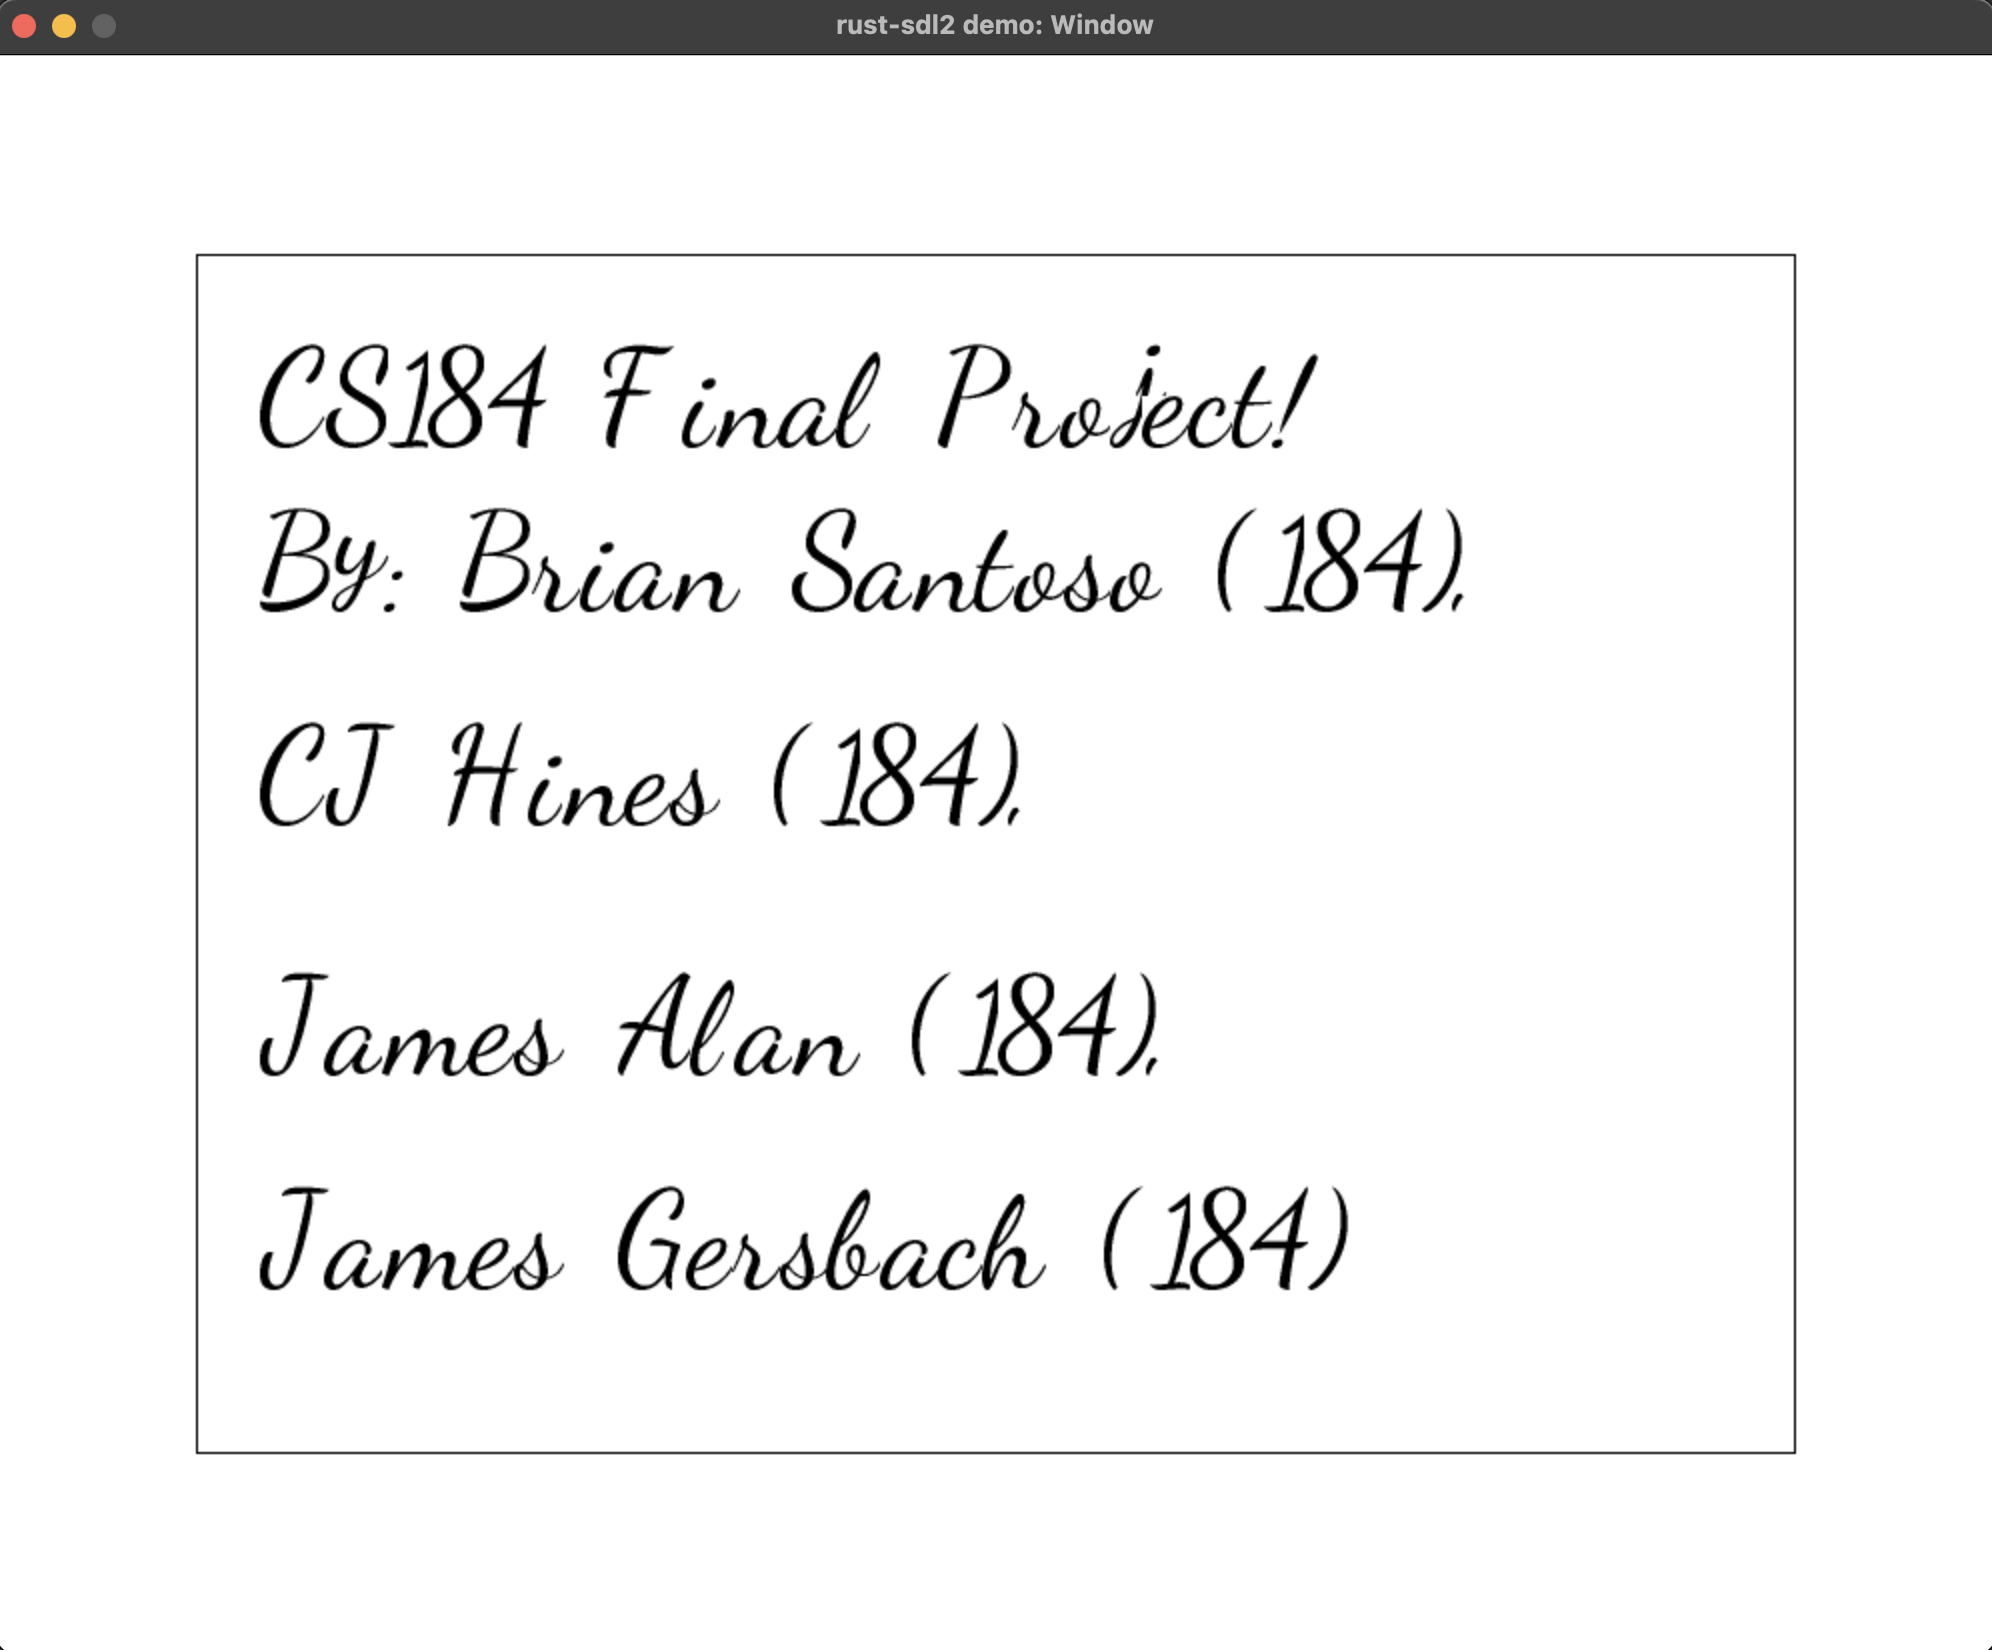 rust-sdl2 demo: Window
CS184 Final Project!
By: Brian Santoso (184),
CJ Hines (184),
James Alan (184),
James Gersbach (184)